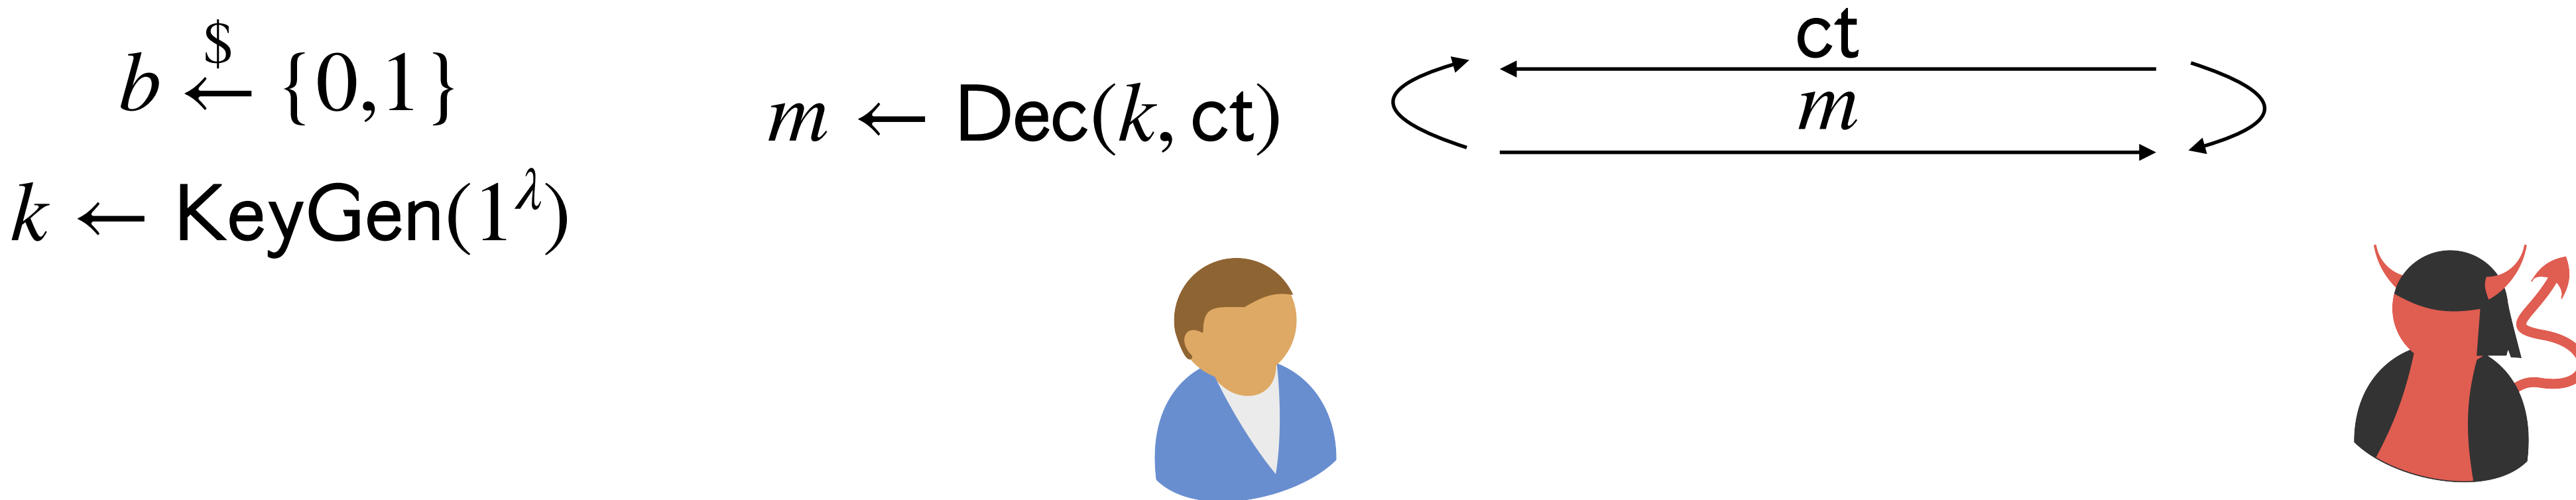 b ←$ {0,1}
k ← KeyGen(1^λ)
m ← Dec(k, ct)
ct
m